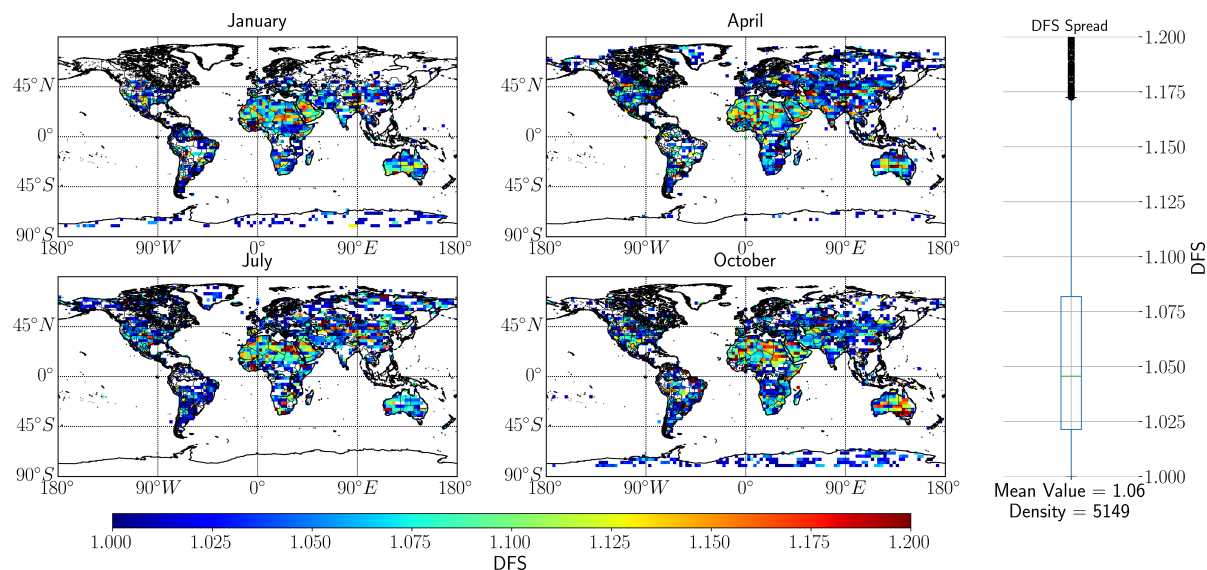 January
April
DFS Spread
45°N
0°
45°S
90°S
180°
90°W
0°
90°E
180°
45°N
0°
45°S
90°S
180°
90°W
0°
90°E
180°
July
October
45°N
0°
45°S
90°S
180°
90°W
0°
90°E
180°
45°N
0°
45°S
90°S
180°
90°W
0°
90°E
180°
1.200
1.175
1.150
1.125
1.100
1.075
1.050
1.025
1.000
DFS
Mean Value = 1.06
Density = 5149
1.000 1.025 1.050 1.075 1.100 1.125 1.150 1.175 1.200
DFS